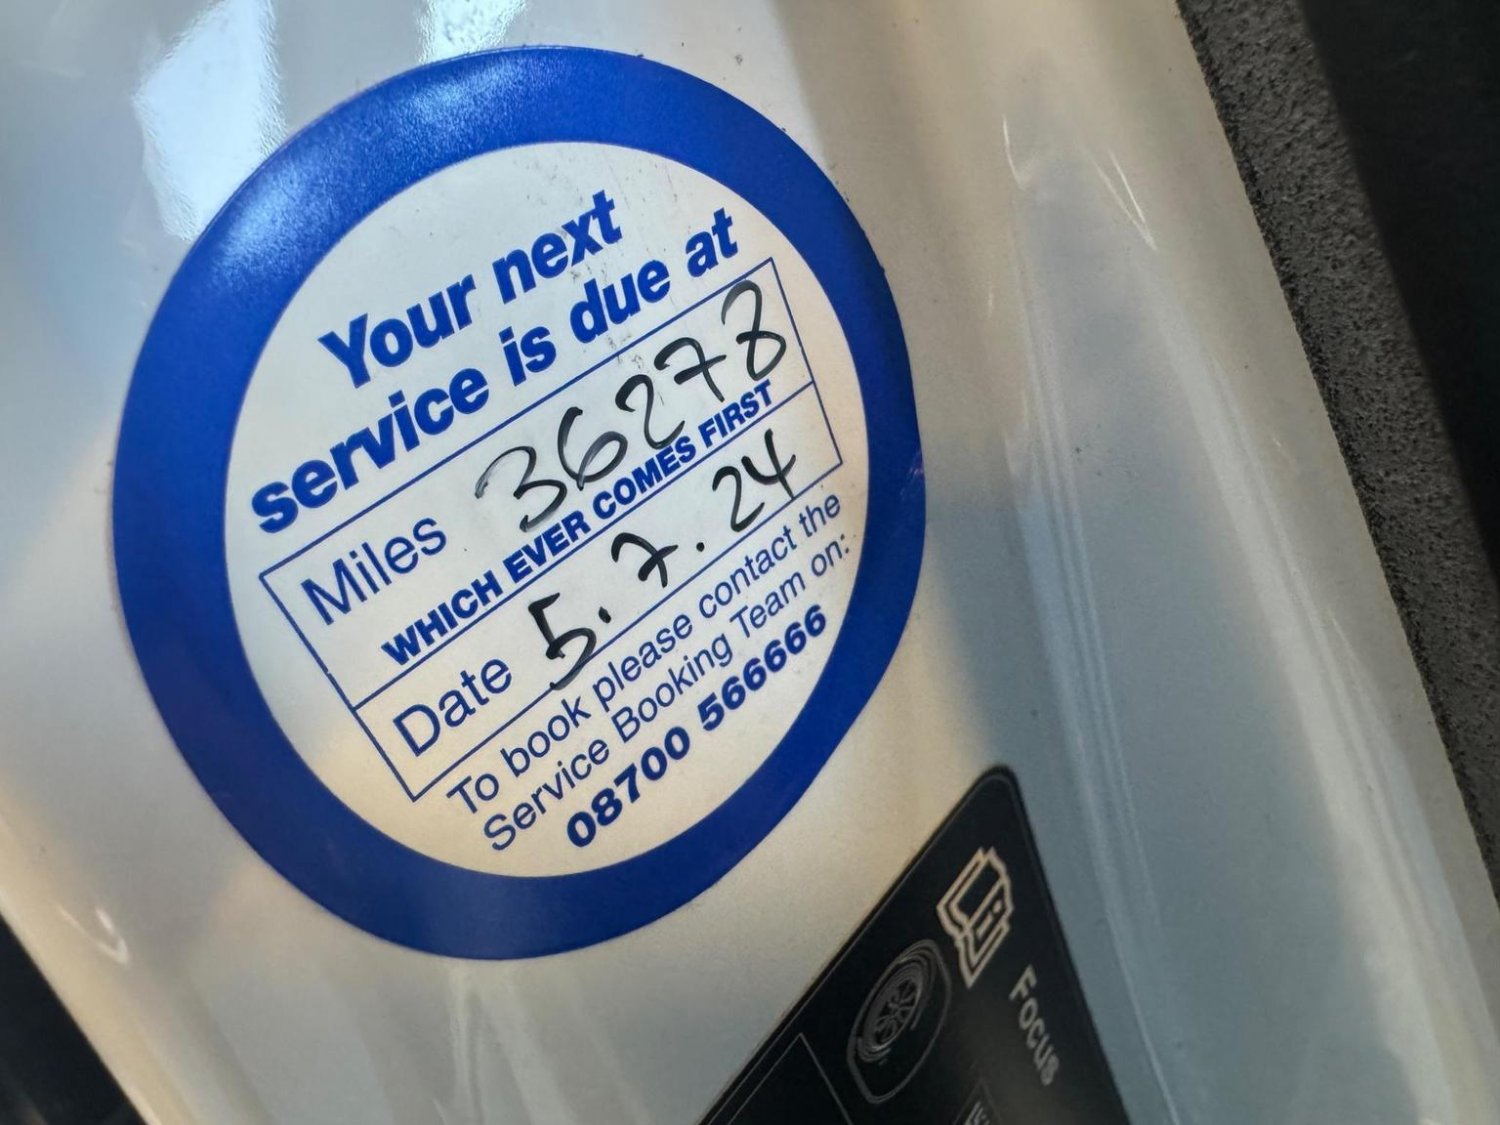 Your next
service is due at
Miles 36278
WHICH EVER COMES FIRST
Date 5.7.24
To book please contact the
Service Booking Team on:
08700 566666
Focus